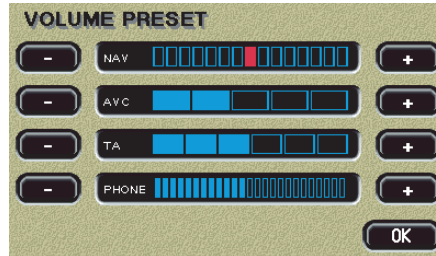 VOLUME PRESET
- NAV +
- AVC +
- TA +
- PHONE +
OK